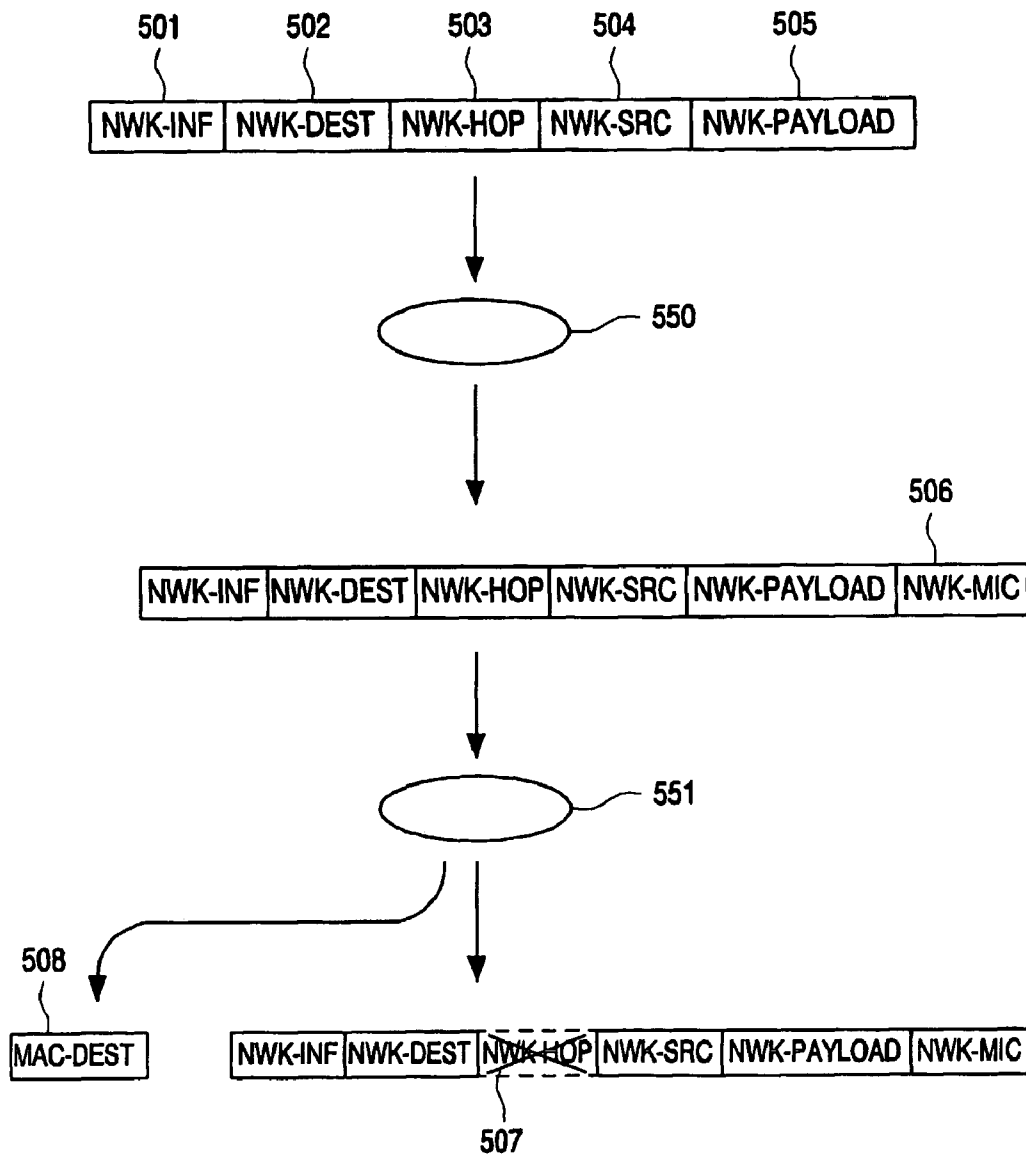 501 502 503 504 505
NWK-INF NWK-DEST NWK-HOP NWK-SRC NWK-PAYLOAD
550
506
NWK-INF NWK-DEST NWK-HOP NWK-SRC NWK-PAYLOAD NWK-MIC
551
508
MAC-DEST NWK-INF NWK-DEST NWK-HOP NWK-SRC NWK-PAYLOAD NWK-MIC
507